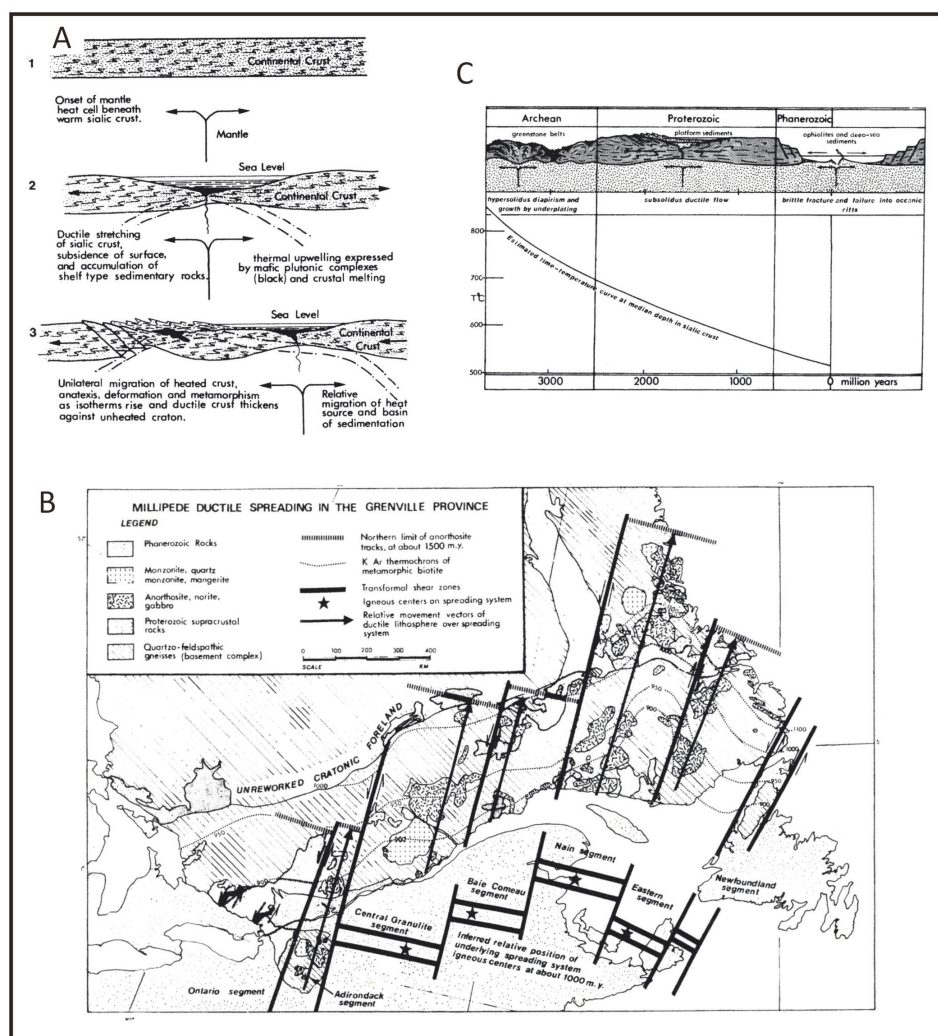 A
1
Continental Crust
Onset of mantle
heat cell beneath
warm sialic crust.
Mantle
Sea Level
2
Continental Crust
Ductile stretching
of sialic crust,
subsidence of surface,
and accumulation of
shelf type sedimentary rocks.
thermal upwelling expressed
by mafic plutonic complexes
(black) and crustal melting
Sea Level
3
Continental
Crust
Unilateral migration of heated crust,
anatexis, deformation and metamorphism
as isotherms rise and ductile crust thickens
against unheated craton.
Relative
migration of heat
source and basin
of sedimentation
C
Archean
Proterozoic
Phanerozoic
greenstone belts
platform sediments
ophiolites and deep-sea
sediments
hypersolidus diapirism and
growth by underplating
subsolidus ductile flow
brittle fracture and failure into oceanic
rifts
800
700
T°C
600
500
Estimated time-temperature curve at median depth in sialic crust
3000
2000
1000
0
million years
B
MILLIPEDE DUCTILE SPREADING IN THE GRENVILLE PROVINCE
LEGEND
Phanerozoic Rocks
Monzonite, quartz
monzonite, mangerite
Anorthosite, norite,
gabbro
Proterozoic supracrustal
rocks
Quartzo-feldspathic
gneisses (basement complex)
Northern limit of anorthosite
tracks, at about 1500 m.y.
K Ar thermochrons of
metamorphic biotite
Transformal shear zones
Igneous centers on spreading system
Relative movement vectors of
ductile lithosphere over spreading
system
0 100 200 300 400
SCALE
KM
UNREWORKED CRATONIC FORELAND
1000
950
900
950
900
1100
1000
950
900
Nain segment
Baie Comeau
segment
Eastern
segment
Newfoundland
segment
Central Granulite
segment
Inferred relative position of
underlying spreading system
Igneous centers at about 1000 m.y.
Ontario segment
Adirondack
segment